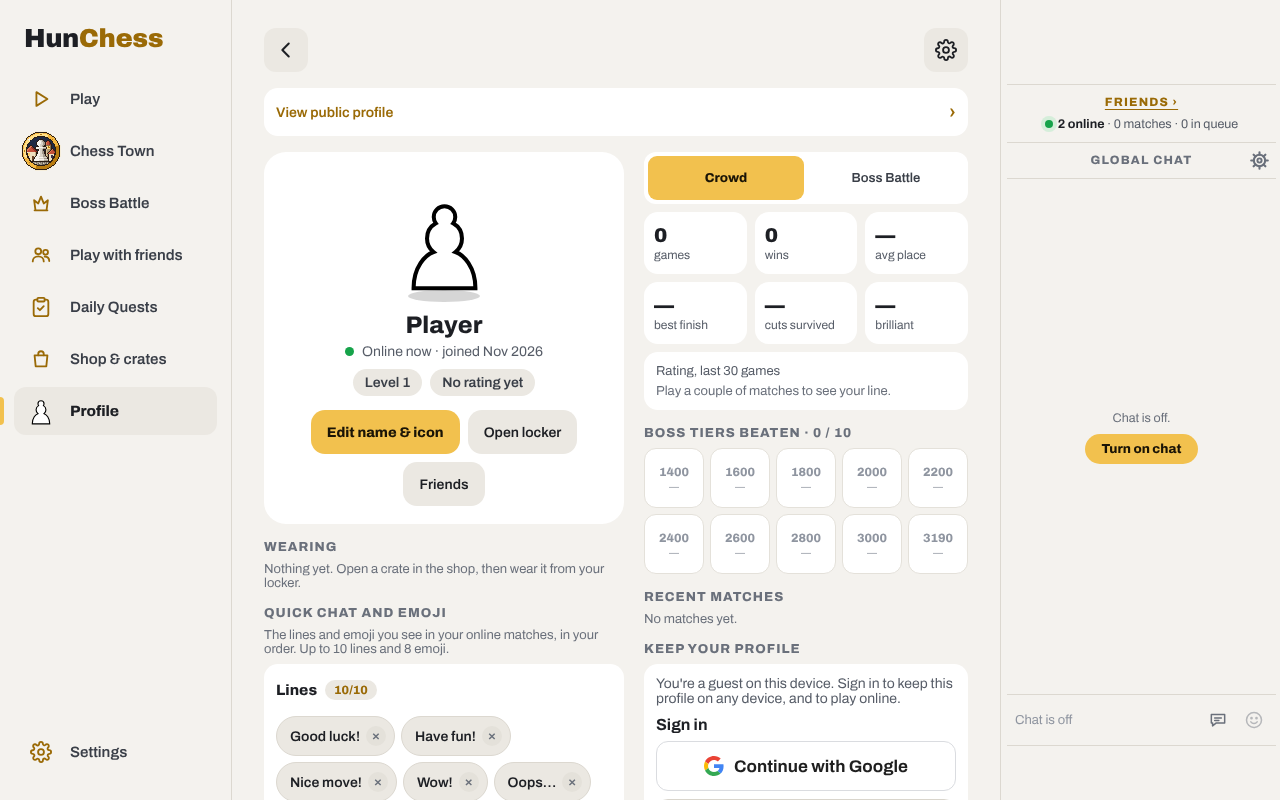 HunChess
Play
Chess Town
Boss Battle
Play with friends
Daily Quests
Shop & crates
Profile
Settings
View public profile ›
Player
Online now · joined Nov 2026
Level 1
No rating yet
Edit name & icon
Open locker
Friends
WEARING
Nothing yet. Open a crate in the shop, then wear it from your
locker.
QUICK CHAT AND EMOJI
The lines and emoji you see in your online matches, in your
order. Up to 10 lines and 8 emoji.
Lines 10/10
Good luck! ×
Have fun! ×
Nice move! ×
Wow! ×
Oops... ×
Crowd
Boss Battle
0
games
0
wins
—
avg place
—
best finish
—
cuts survived
—
brilliant
Rating, last 30 games
Play a couple of matches to see your line.
BOSS TIERS BEATEN · 0 / 10
1400 1600 1800 2000 2200
— — — — —
2400 2600 2800 3000 3190
— — — — —
RECENT MATCHES
No matches yet.
KEEP YOUR PROFILE
You're a guest on this device. Sign in to keep this
profile on any device, and to play online.
Sign in
Continue with Google
FRIENDS ›
2 online · 0 matches · 0 in queue
GLOBAL CHAT
Chat is off.
Turn on chat
Chat is off